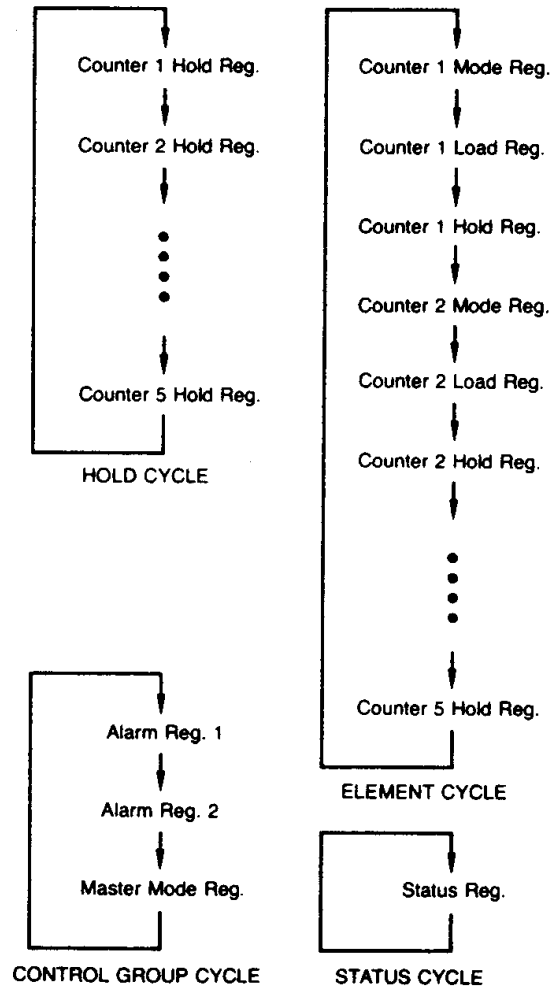 Counter 1 Hold Reg.
Counter 2 Hold Reg.
Counter 5 Hold Reg.
HOLD CYCLE
Counter 1 Mode Reg.
Counter 1 Load Reg.
Counter 1 Hold Reg.
Counter 2 Mode Reg.
Counter 2 Load Reg.
Counter 2 Hold Reg.
Counter 5 Hold Reg.
ELEMENT CYCLE
Alarm Reg. 1
Alarm Reg. 2
Master Mode Reg.
CONTROL GROUP CYCLE
Status Reg.
STATUS CYCLE